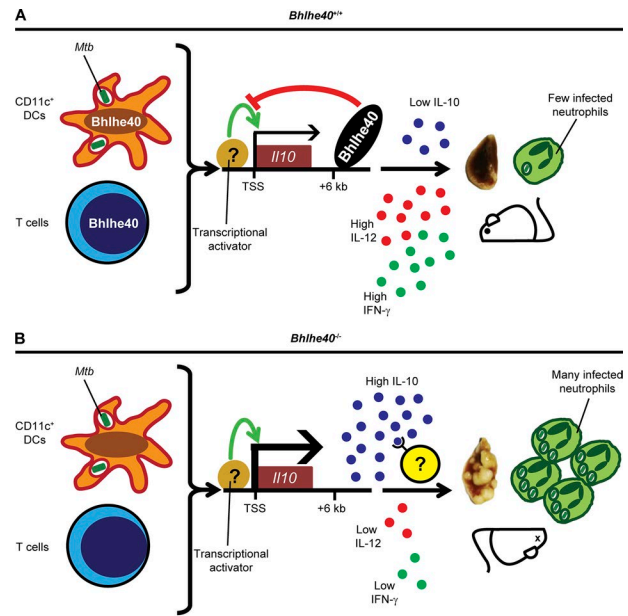 A
Bhlhe40+/+
Mtb
CD11c+
DCs
Bhlhe40
T cells
Bhlhe40
?
Il10
Bhlhe40
TSS
+6 kb
Transcriptional
activator
Low IL-10
High
IL-12
High
IFN-γ
Few infected
neutrophils
B
Bhlhe40-/-
Mtb
CD11c+
DCs
T cells
?
Il10
TSS
+6 kb
Transcriptional
activator
High IL-10
?
Low
IL-12
Low
IFN-γ
Many infected
neutrophils
x